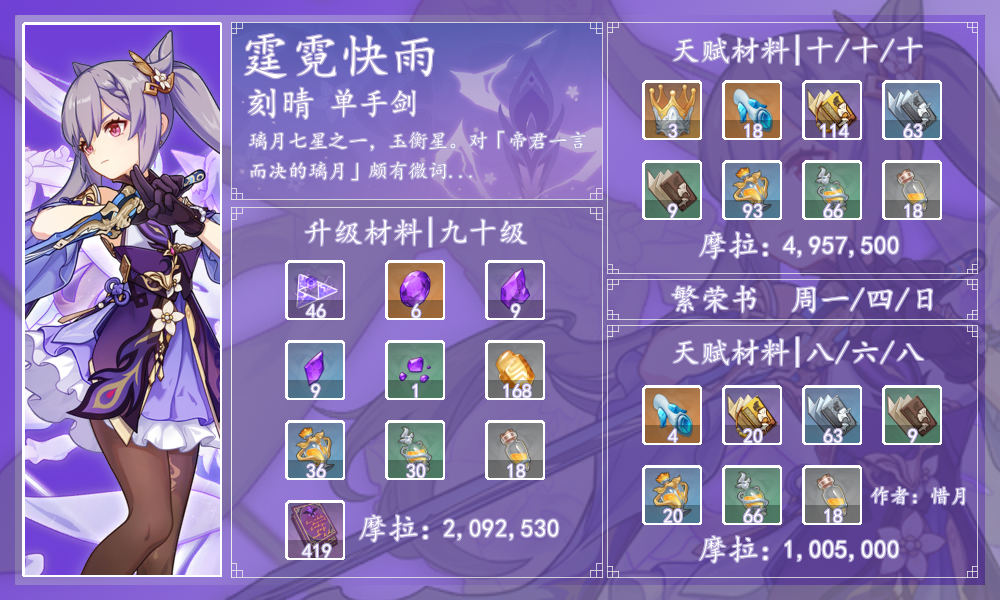 霆霓快雨
刻晴 单手剑
璃月七星之一，玉衡星。对「帝君一言
而决的璃月」颇有微词...
升级材料|九十级
46 6 9
9 1 168
36 30 18
419 摩拉: 2,092,530
天赋材料|十/十/十
3 18 114 63
9 93 66 18
摩拉: 4,957,500
繁荣书 周一/四/日
天赋材料|八/六/八
4 20 63 9
20 66 18 作者: 惜月
摩拉: 1,005,000